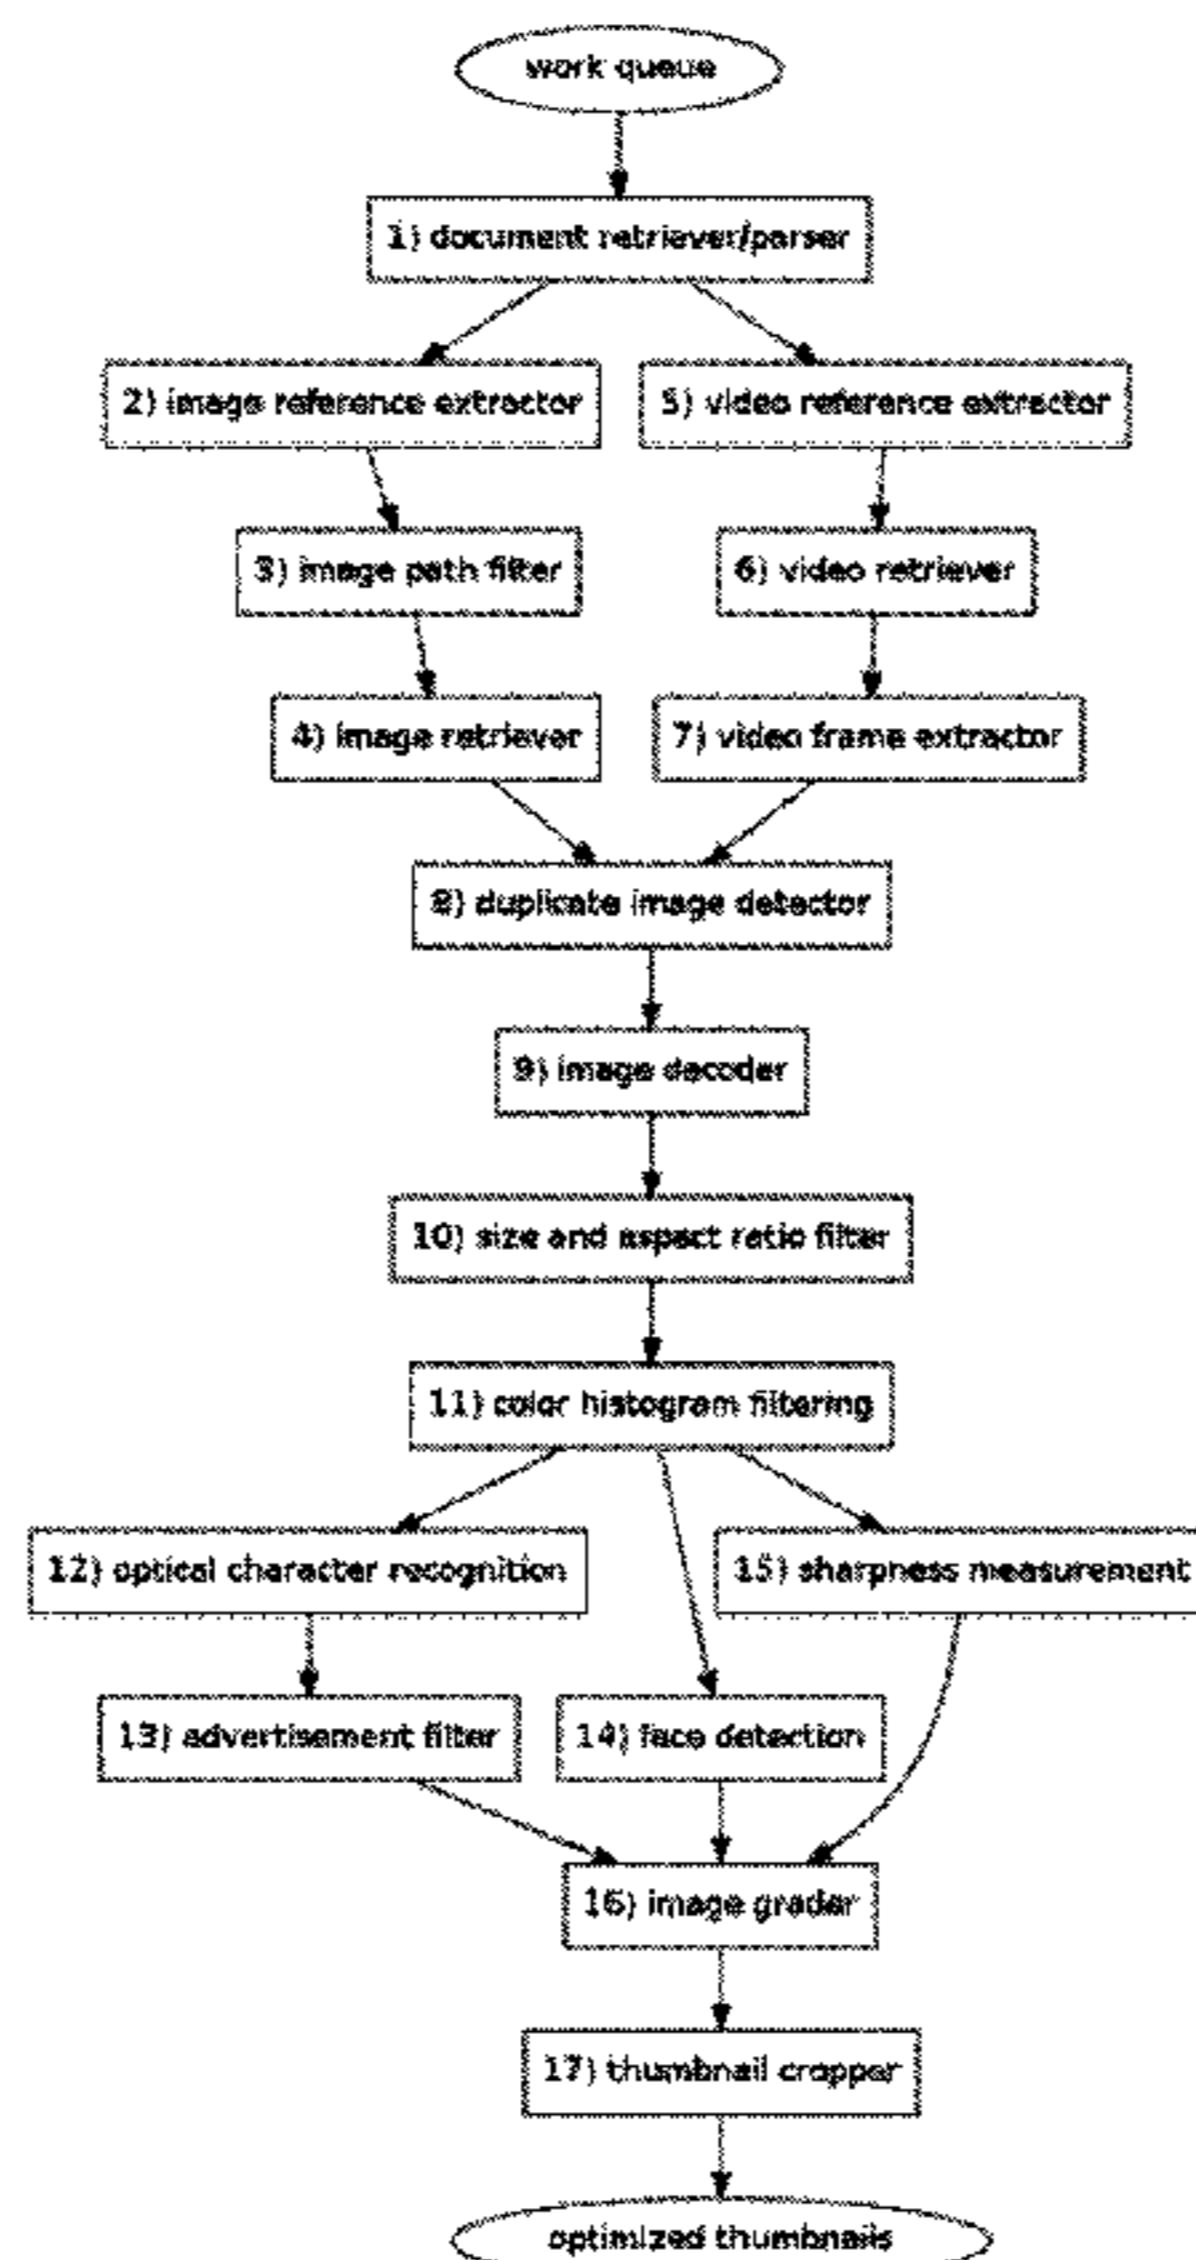 work queue
1) document retriever/parser
2) image reference extractor
5) video reference extractor
3) image path filter
6) video retriever
4) image retriever
7) video frame extractor
8) duplicate image detector
9) image decoder
10) size and aspect ratio filter
11) color histogram filtering
12) optical character recognition
15) sharpness measurement
13) advertisement filter
14) face detection
16) image grader
17) thumbnail cropper
optimized thumbnails